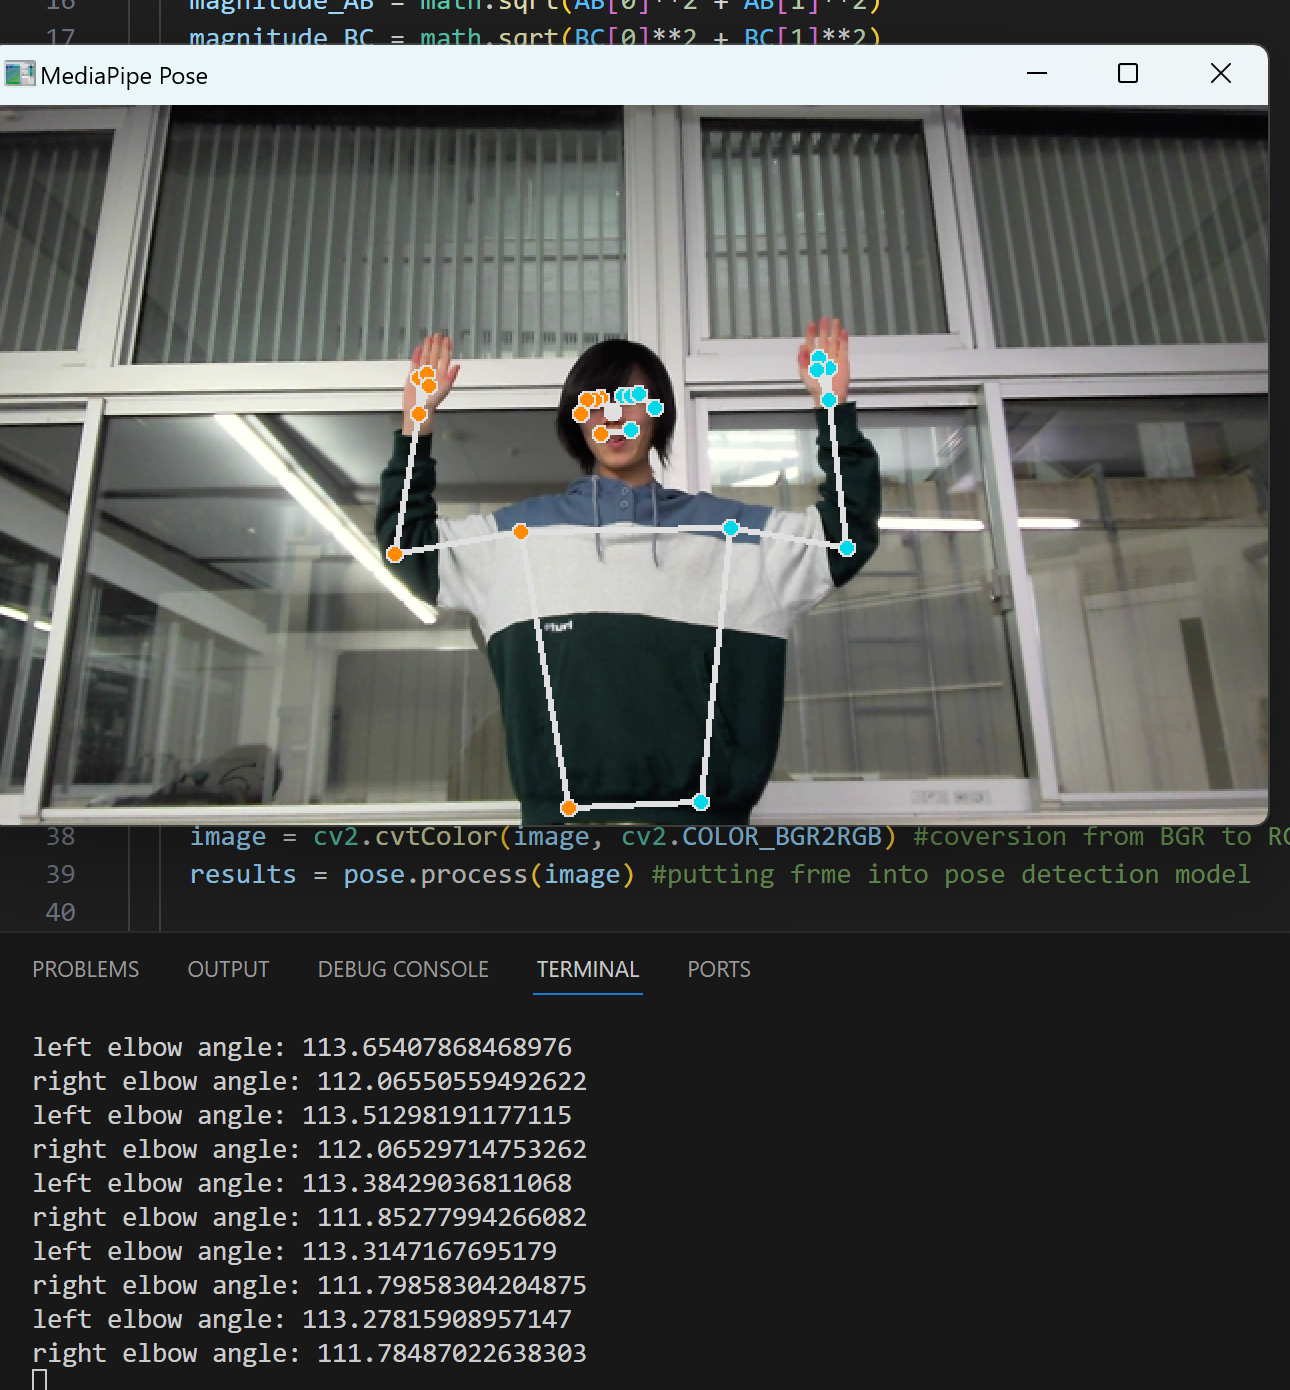 16 magnitude_AB = math.sqrt(AB[0]**2 + AB[1]**2)
17 magnitude_BC = math.sqrt(BC[0]**2 + BC[1]**2)
MediaPipe Pose
38 image = cv2.cvtColor(image, cv2.COLOR_BGR2RGB) #coversion from BGR to RG
39 results = pose.process(image) #putting frme into pose detection model
40
PROBLEMS OUTPUT DEBUG CONSOLE TERMINAL PORTS
left elbow angle: 113.65407868468976
right elbow angle: 112.06550559492622
left elbow angle: 113.51298191177115
right elbow angle: 112.06529714753262
left elbow angle: 113.38429036811068
right elbow angle: 111.85277994266082
left elbow angle: 113.3147167695179
right elbow angle: 111.79858304204875
left elbow angle: 113.27815908957147
right elbow angle: 111.78487022638303